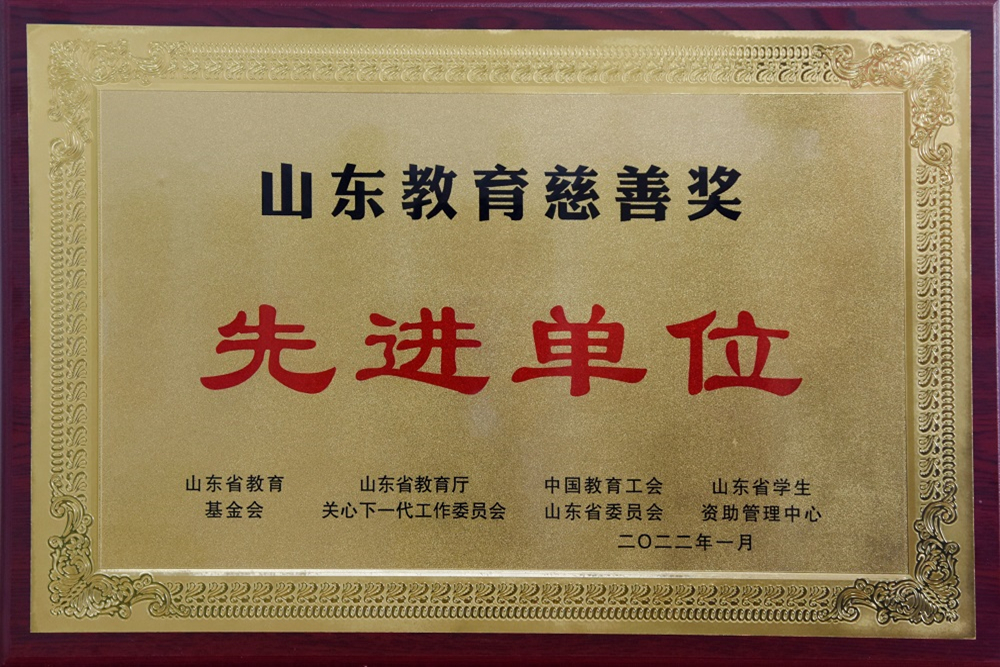 山东教育慈善奖
先进单位
山东省教育 山东省教育厅 中国教育工会 山东省学生
基金会 关心下一代工作委员会 山东省委员会 资助管理中心
二〇二二年一月